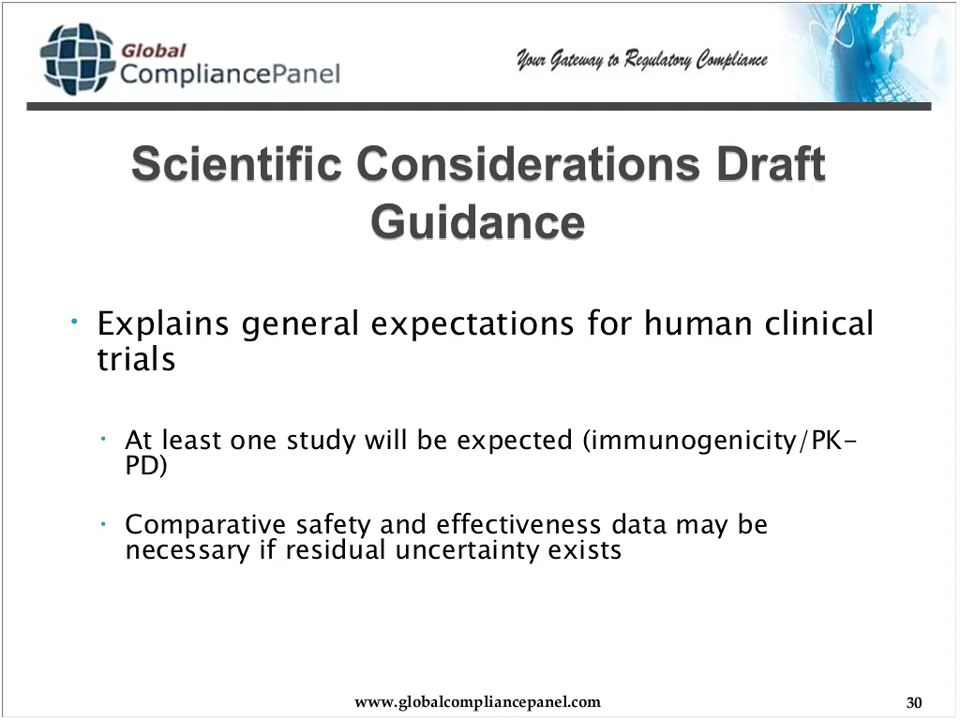 Global
CompliancePanel
Your Gateway to Regulatory Compliance
Scientific Considerations Draft
Guidance
• Explains general expectations for human clinical
trials
• At least one study will be expected (immunogenicity/PK-
PD)
• Comparative safety and effectiveness data may be
necessary if residual uncertainty exists
www.globalcompliancepanel.com
30